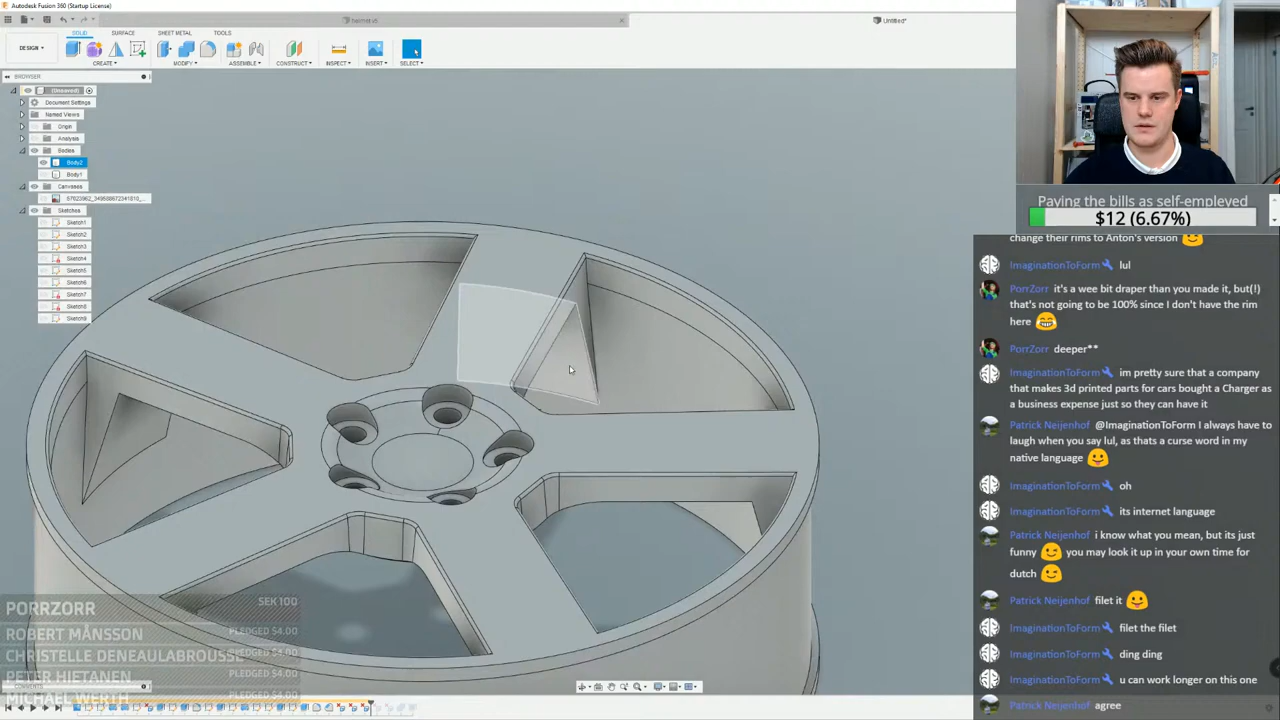 Autodesk Fusion 360 (Startup License)
helmet v6
Untitled*
SOLID SURFACE SHEET METAL TOOLS
DESIGN
CREATE MODIFY ASSEMBLE CONSTRUCT INSPECT INSERT SELECT
BROWSER
(Unsaved)
Document Settings
Named Views
Origin
Analysis
Bodies
Body2
Body1
Canvases
Sketches
Sketch1
Sketch2
Sketch3
Sketch4
Sketch5
Sketch6
Sketch7
Sketch8
Sketch9
COMMENTS
PORRZORR SEK 100
ROBERT MÅNSSON PLEDGED $4.00
CHRISTELLE DENEAULABROUSSE PLEDGED $4.00
PETER HIETANEN PLEDGED $4.00
MICHAEL WERTH PLEDGED $4.00
Paying the bills as self-empleyed
$12 (6.67%)
change their rims to Anton's version
ImaginationToForm lul
PorrZorr it's a wee bit draper than you made it, but(!)
that's not going to be 100% since I don't have the rim
here
PorrZorr deeper**
ImaginationToForm im pretty sure that a company
that makes 3d printed parts for cars bought a Charger as
a business expense just so they can have it
Patrick Neijenhof @ImaginationToForm I always have to
laugh when you say lul, as thats a curse word in my
native language
ImaginationToForm oh
ImaginationToForm its internet language
Patrick Neijenhof i know what you mean, but its just
funny you may look it up in your own time for
dutch
Patrick Neijenhof filet it
ImaginationToForm filet the filet
ImaginationToForm ding ding
ImaginationToForm u can work longer on this one
Patrick Neijenhof agree